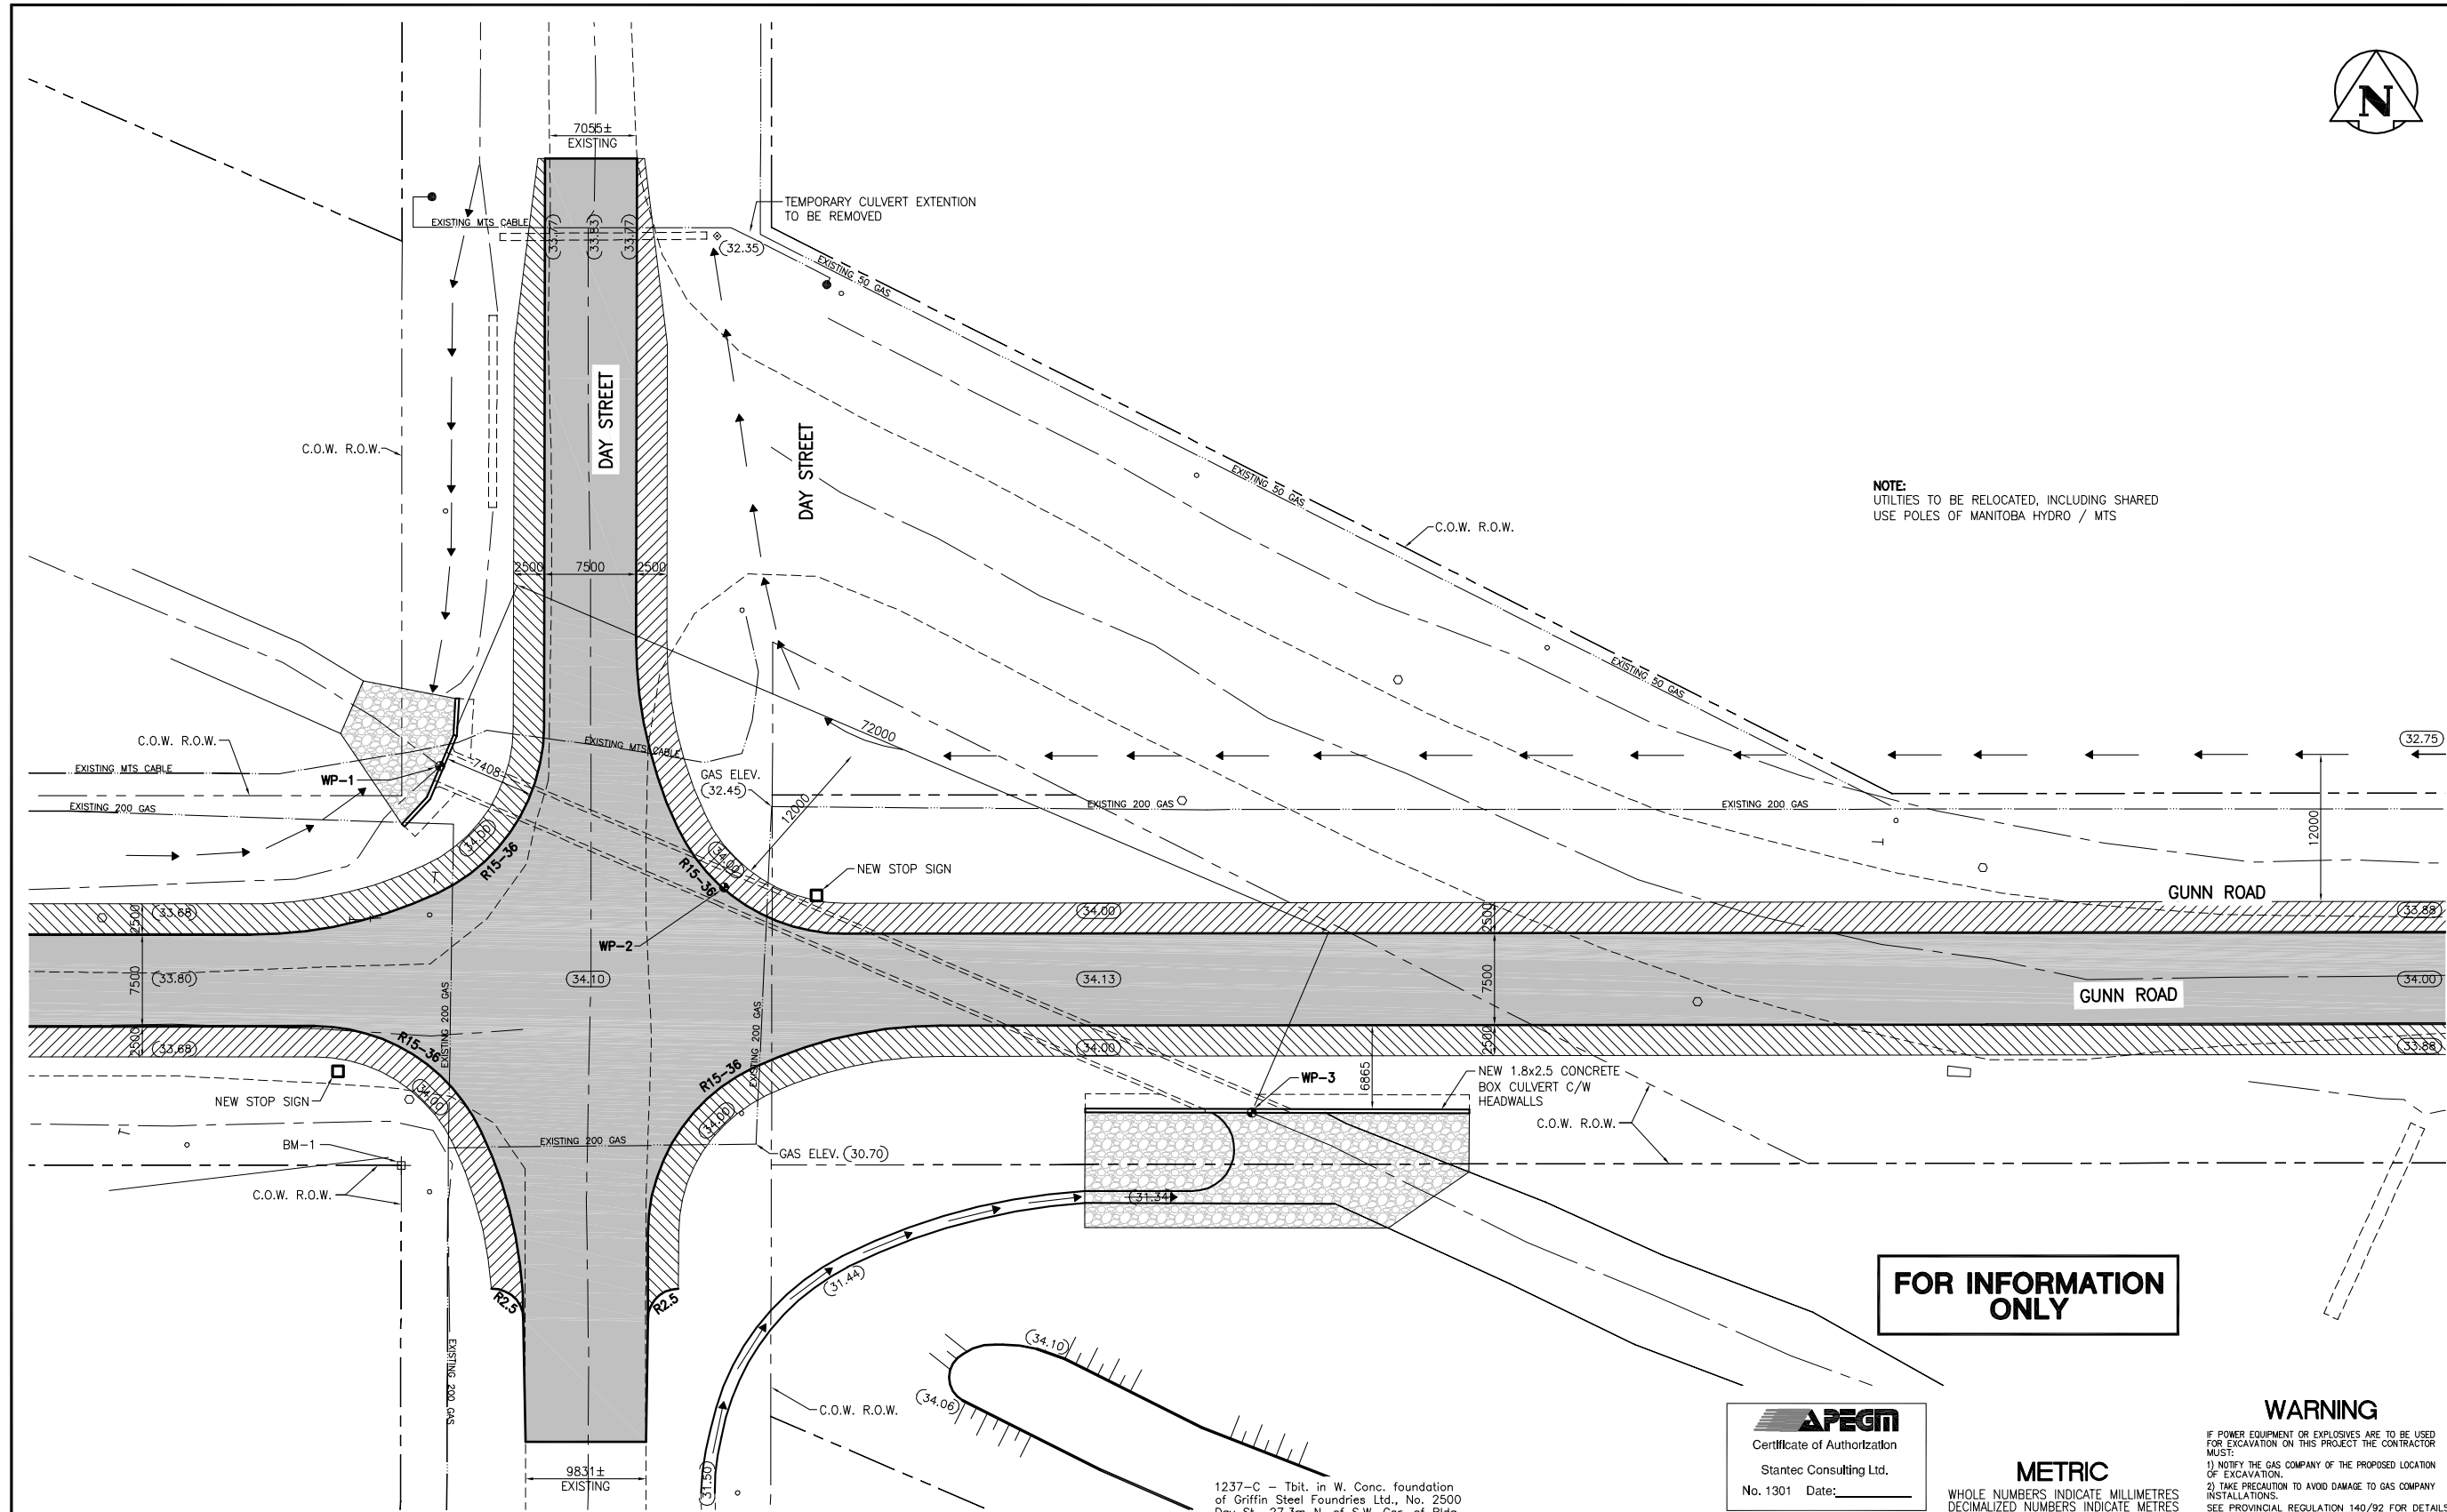 N
7055±
EXISTING
TEMPORARY CULVERT EXTENTION
TO BE REMOVED
EXISTING MTS CABLE
33.77
33.83
33.77
32.35
EXISTING 50 GAS
DAY STREET
DAY STREET
C.O.W. R.O.W.
EXISTING 50 GAS
C.O.W. R.O.W.
NOTE:
UTILTIES TO BE RELOCATED, INCLUDING SHARED
USE POLES OF MANITOBA HYDRO / MTS
2500
7500
2500
EXISTING 50 GAS
72000
C.O.W. R.O.W.
EXISTING MTS CABLE
EXISTING MTS CABLE
WP-1
7408
GAS ELEV.
32.45
32.75
EXISTING 200 GAS
EXISTING 200 GAS
EXISTING 200 GAS
12000
12000
34.00
R15-36
34.00
R15-36
NEW STOP SIGN
GUNN ROAD
2500
33.68
34.00
2500
33.88
WP-2
7500
33.80
34.10
34.13
7500
34.00
GUNN ROAD
EXISTING 200 GAS
EXISTING 200 GAS
2500
33.68
R15-36
R15-36
34.00
2500
33.88
6865
NEW STOP SIGN
34.00
34.00
WP-3
NEW 1.8x2.5 CONCRETE
BOX CULVERT C/W
HEADWALLS
C.O.W. R.O.W.
BM-1
EXISTING 200 GAS
GAS ELEV. 30.70
C.O.W. R.O.W.
31.34
31.44
R2.5
R2.5
FOR INFORMATION
ONLY
EXISTING 200 GAS
34.10
34.06
C.O.W. R.O.W.
31.50
9831±
EXISTING
1237-C - Tbit. in W. Conc. foundation
of Griffin Steel Foundries Ltd., No. 2500
Day St., 27.3m N. of S.W. Cor. of Bldg.
APEGM
Certificate of Authorization
Stantec Consulting Ltd.
No. 1301 Date:
METRIC
WHOLE NUMBERS INDICATE MILLIMETRES
DECIMALIZED NUMBERS INDICATE METRES
WARNING
IF POWER EQUIPMENT OR EXPLOSIVES ARE TO BE USED
FOR EXCAVATION ON THIS PROJECT THE CONTRACTOR
MUST:
1) NOTIFY THE GAS COMPANY OF THE PROPOSED LOCATION
OF EXCAVATION.
2) TAKE PRECAUTION TO AVOID DAMAGE TO GAS COMPANY
INSTALLATIONS.
SEE PROVINCIAL REGULATION 140/92 FOR DETAILS